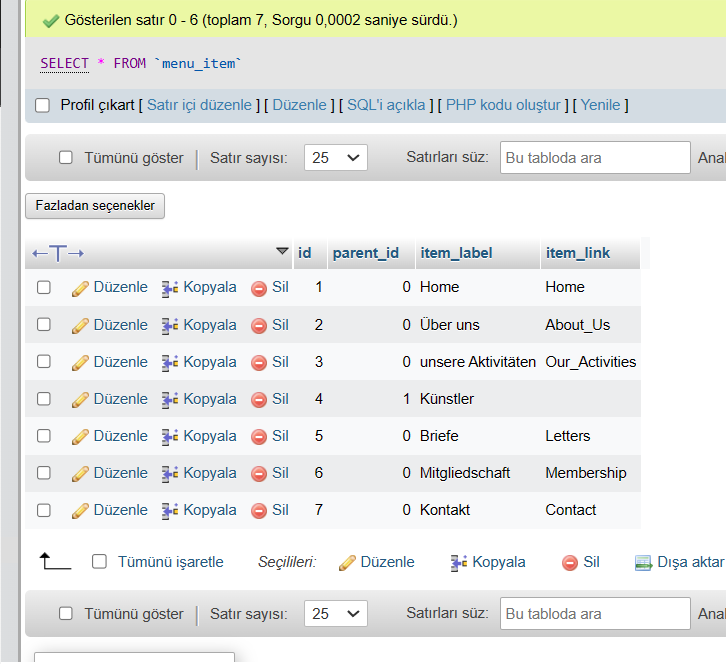 Gösterilen satır 0 - 6 (toplam 7, Sorgu 0,0002 saniye sürdü.)
SELECT * FROM `menu_item`
Profil çıkart [ Satır içi düzenle ] [ Düzenle ] [ SQL'i açıkla ] [ PHP kodu oluştur ] [ Yenile ]
Tümünü göster | Satır sayısı: 25 Satırları süz: Bu tabloda ara Anal
Fazladan seçenekler
←T→ id parent_id item_label item_link
Düzenle Kopyala Sil 1 0 Home Home
Düzenle Kopyala Sil 2 0 Über uns About_Us
Düzenle Kopyala Sil 3 0 unsere Aktivitäten Our_Activities
Düzenle Kopyala Sil 4 1 Künstler
Düzenle Kopyala Sil 5 0 Briefe Letters
Düzenle Kopyala Sil 6 0 Mitgliedschaft Membership
Düzenle Kopyala Sil 7 0 Kontakt Contact
Tümünü işaretle Seçilileri: Düzenle Kopyala Sil Dışa aktar
Tümünü göster | Satır sayısı: 25 Satırları süz: Bu tabloda ara Anal